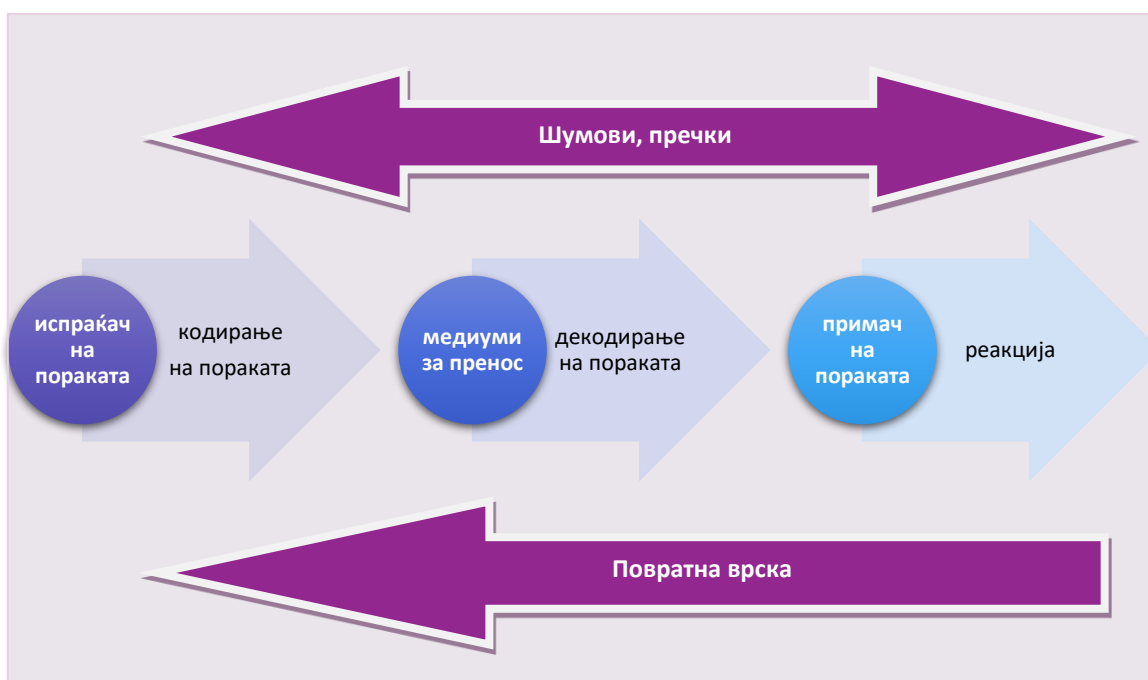 Шумови, пречки
испраќач
на
пораката
кодирање
на пораката
медиуми
за пренос
декодирање
на пораката
примач
на
пораката
реакција
Повратна врска